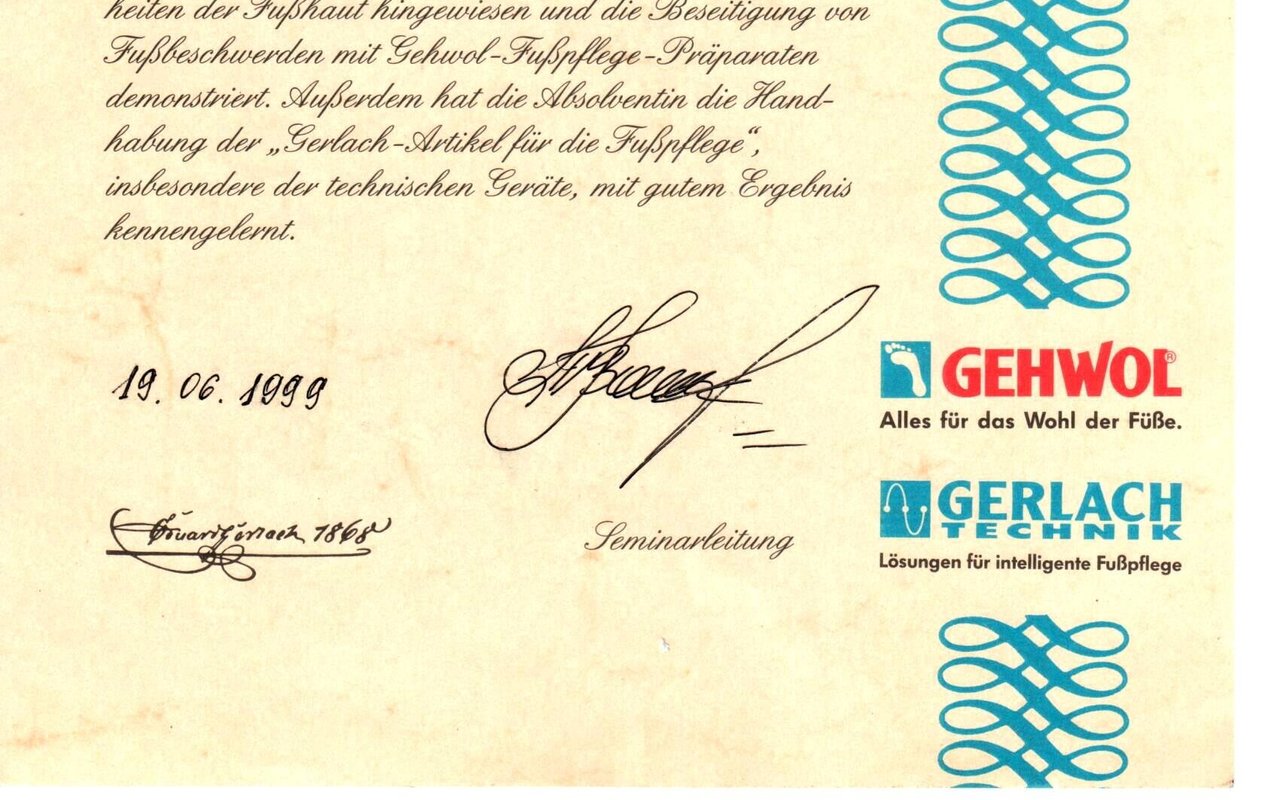 heiten der Fußhaut hingewiesen und die Beseitigung von
Fußbeschwerden mit Gehwol-Fußpflege-Präparaten
demonstriert. Außerdem hat die Absolventin die Hand-
habung der „Gerlach-Artikel für die Fußpflege“,
insbesondere der technischen Geräte, mit gutem Ergebnis
kennengelernt.
19. 06. 1999
Eduard Gerlach 1868
Seminarleitung
GEHWOL®
Alles für das Wohl der Füße.
GERLACH
TECHNIK
Lösungen für intelligente Fußpflege